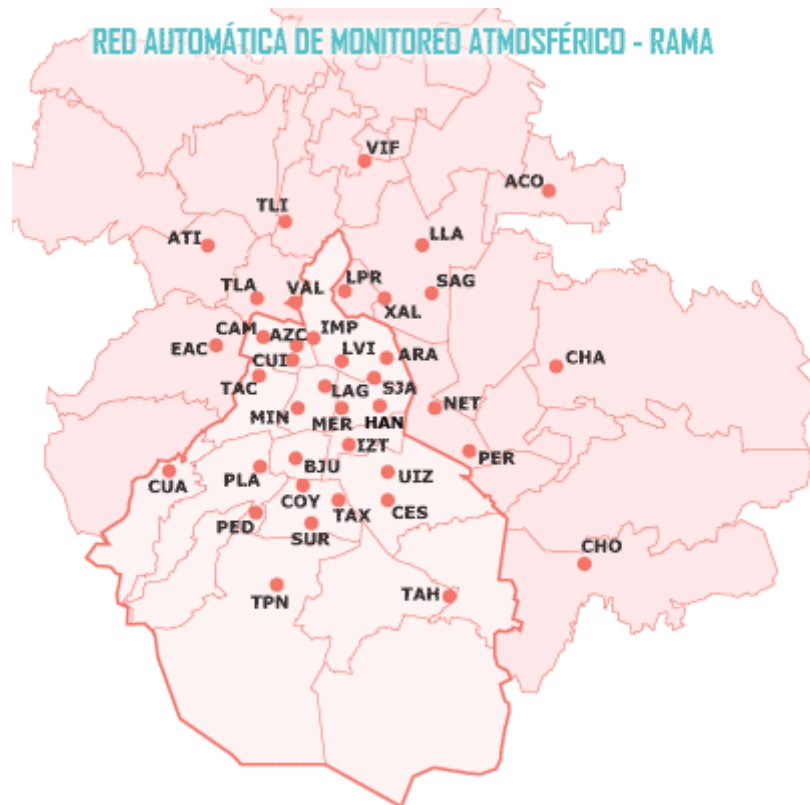 RED AUTOMÁTICA DE MONITOREO ATMOSFÉRICO - RAMA
VIF
ACO
TLI
ATI
LLA
TLA
VAL
LPR
SAG
XAL
CAM
AZC
IMP
EAC
CUI
LVI
ARA
CHA
TAC
LAG
SJA
MIN
MER
HAN
NET
IZT
PER
CUA
PLA
BJU
UIZ
COY
TAX
CES
PED
SUR
CHO
TPN
TAH